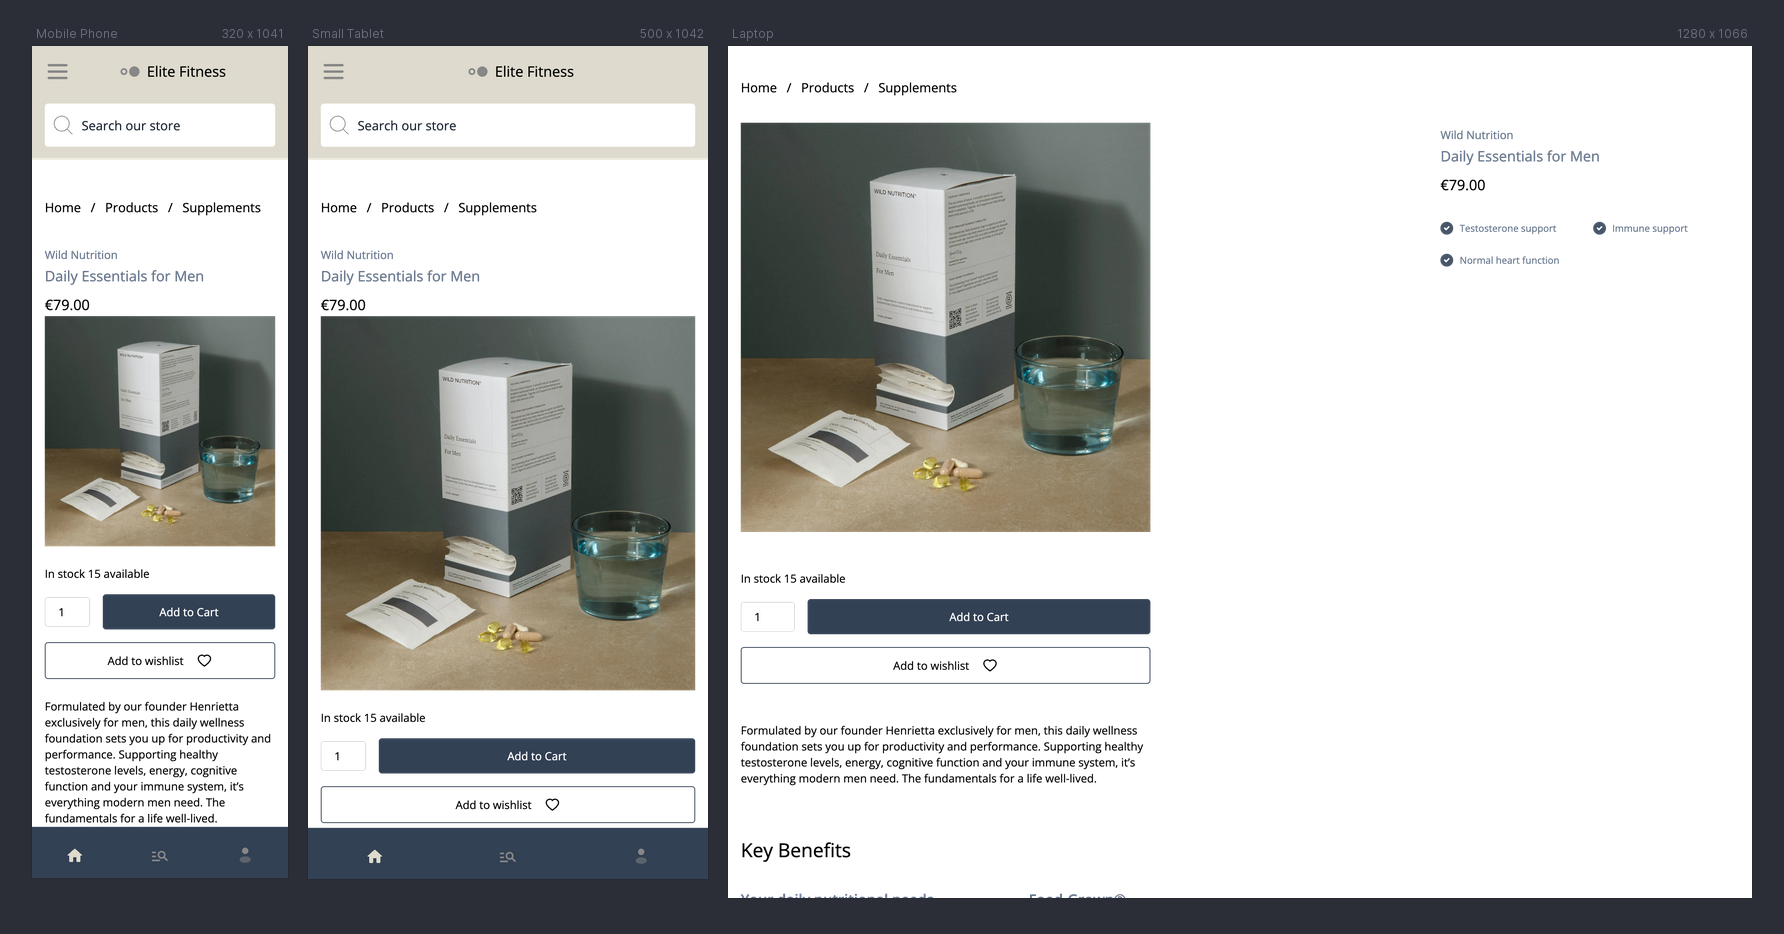 Mobile Phone 320 x 1041
Elite Fitness
Search our store
Home / Products / Supplements
Wild Nutrition
Daily Essentials for Men
€79.00
WILD NUTRITION
In stock 15 available
1 Add to Cart
Add to wishlist
Formulated by our founder Henrietta
exclusively for men, this daily wellness
foundation sets you up for productivity and
performance. Supporting healthy
testosterone levels, energy, cognitive
function and your immune system, it's
everything modern men need. The
fundamentals for a life well-lived.
Small Tablet 500 x 1042
Elite Fitness
Search our store
Home / Products / Supplements
Wild Nutrition
Daily Essentials for Men
€79.00
WILD NUTRITION®
Daily Essentials
For Men
In stock 15 available
1 Add to Cart
Add to wishlist
Laptop 1280 x 1066
Home / Products / Supplements
WILD NUTRITION®
Daily Essentials
For Men
Wild Nutrition
Daily Essentials for Men
€79.00
Testosterone support Immune support
Normal heart function
In stock 15 available
1 Add to Cart
Add to wishlist
Formulated by our founder Henrietta exclusively for men, this daily wellness
foundation sets you up for productivity and performance. Supporting healthy
testosterone levels, energy, cognitive function and your immune system, it's
everything modern men need. The fundamentals for a life well-lived.
Key Benefits
Your daily nutritional needs Food-Grown®